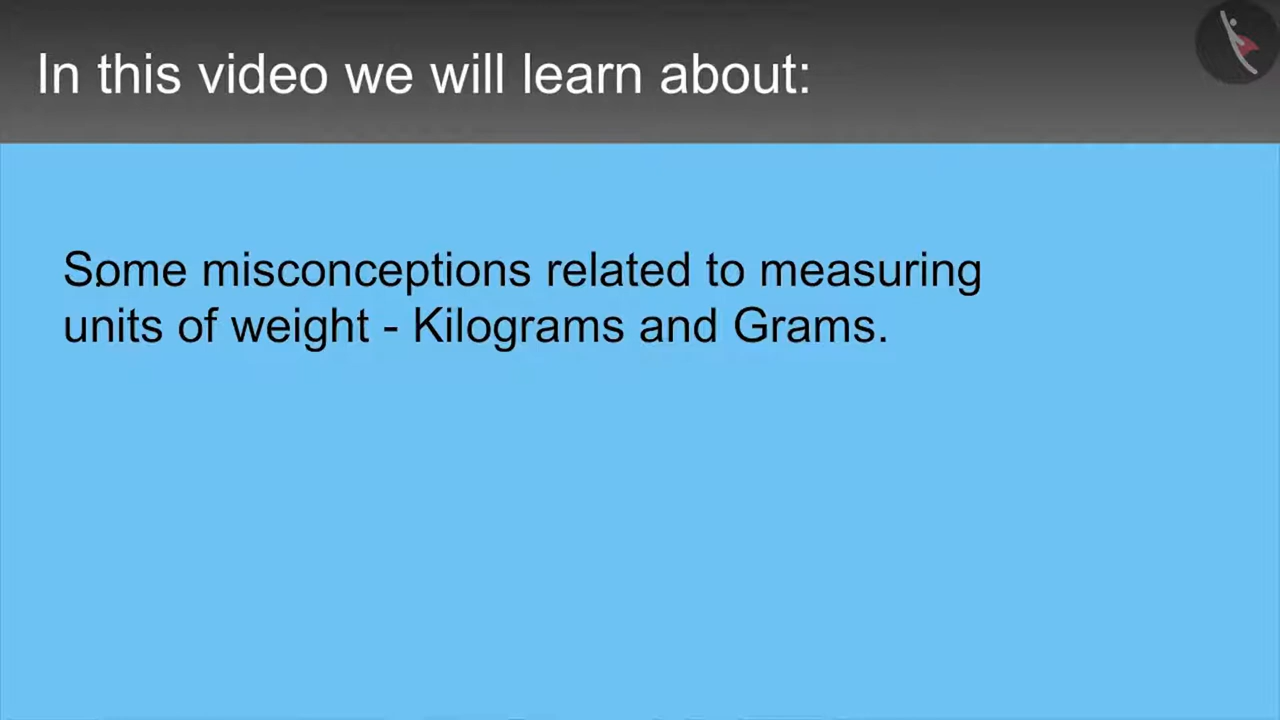 In this video we will learn about:
Some misconceptions related to measuring
units of weight - Kilograms and Grams.